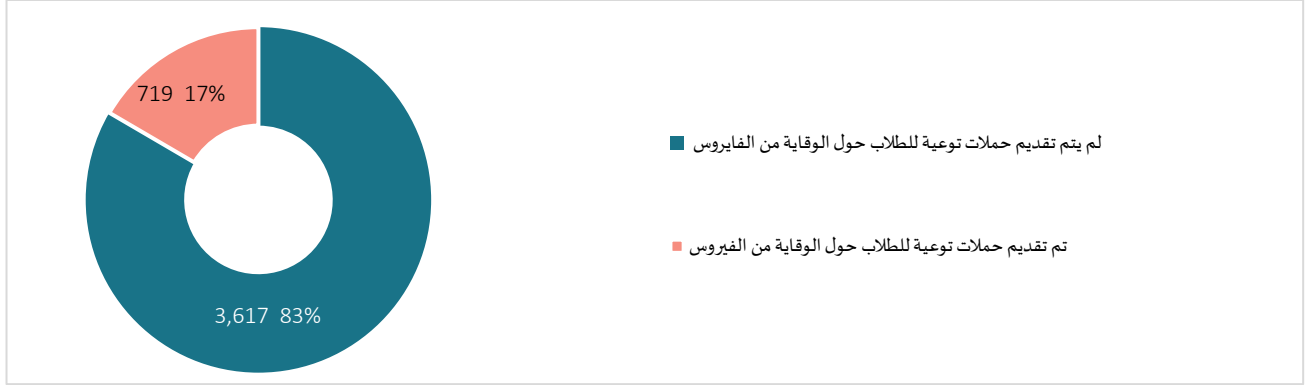 719 17%
لم يتم تقديم حملات توعية للطلاب حول الوقاية من الفايروس
تم تقديم حملات توعية للطلاب حول الوقاية من الفيروس
3,617 83%